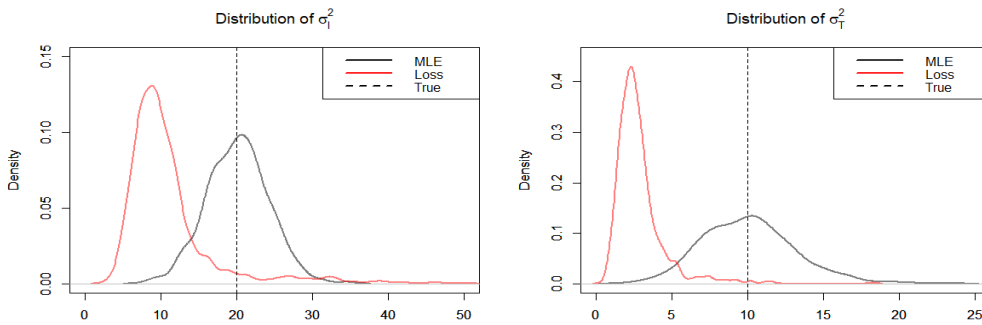 Distribution of σ_I^2
Density
0.00
0.05
0.10
0.15
0
10
20
30
40
50
MLE
Loss
True
Distribution of σ_T^2
Density
0.0
0.1
0.2
0.3
0.4
0
5
10
15
20
25
MLE
Loss
True